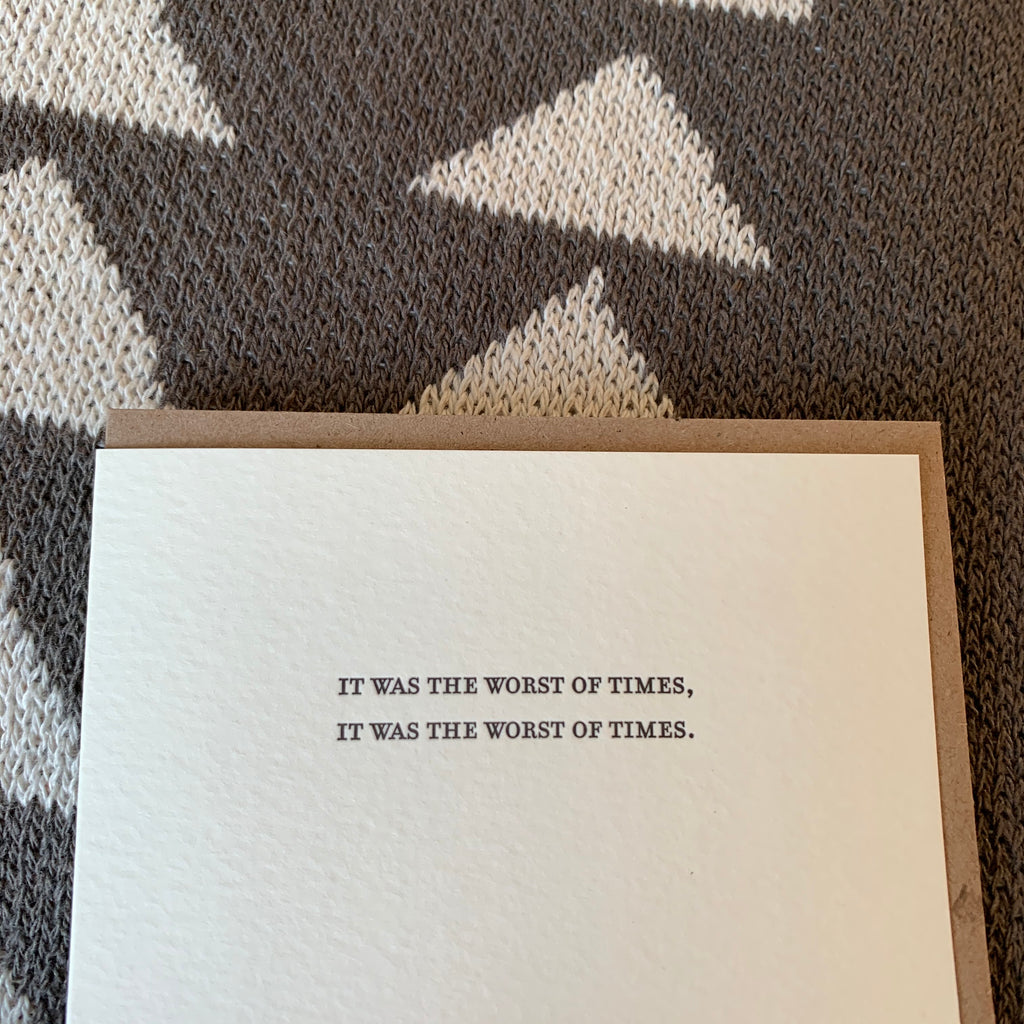 IT WAS THE WORST OF TIMES,
IT WAS THE WORST OF TIMES.